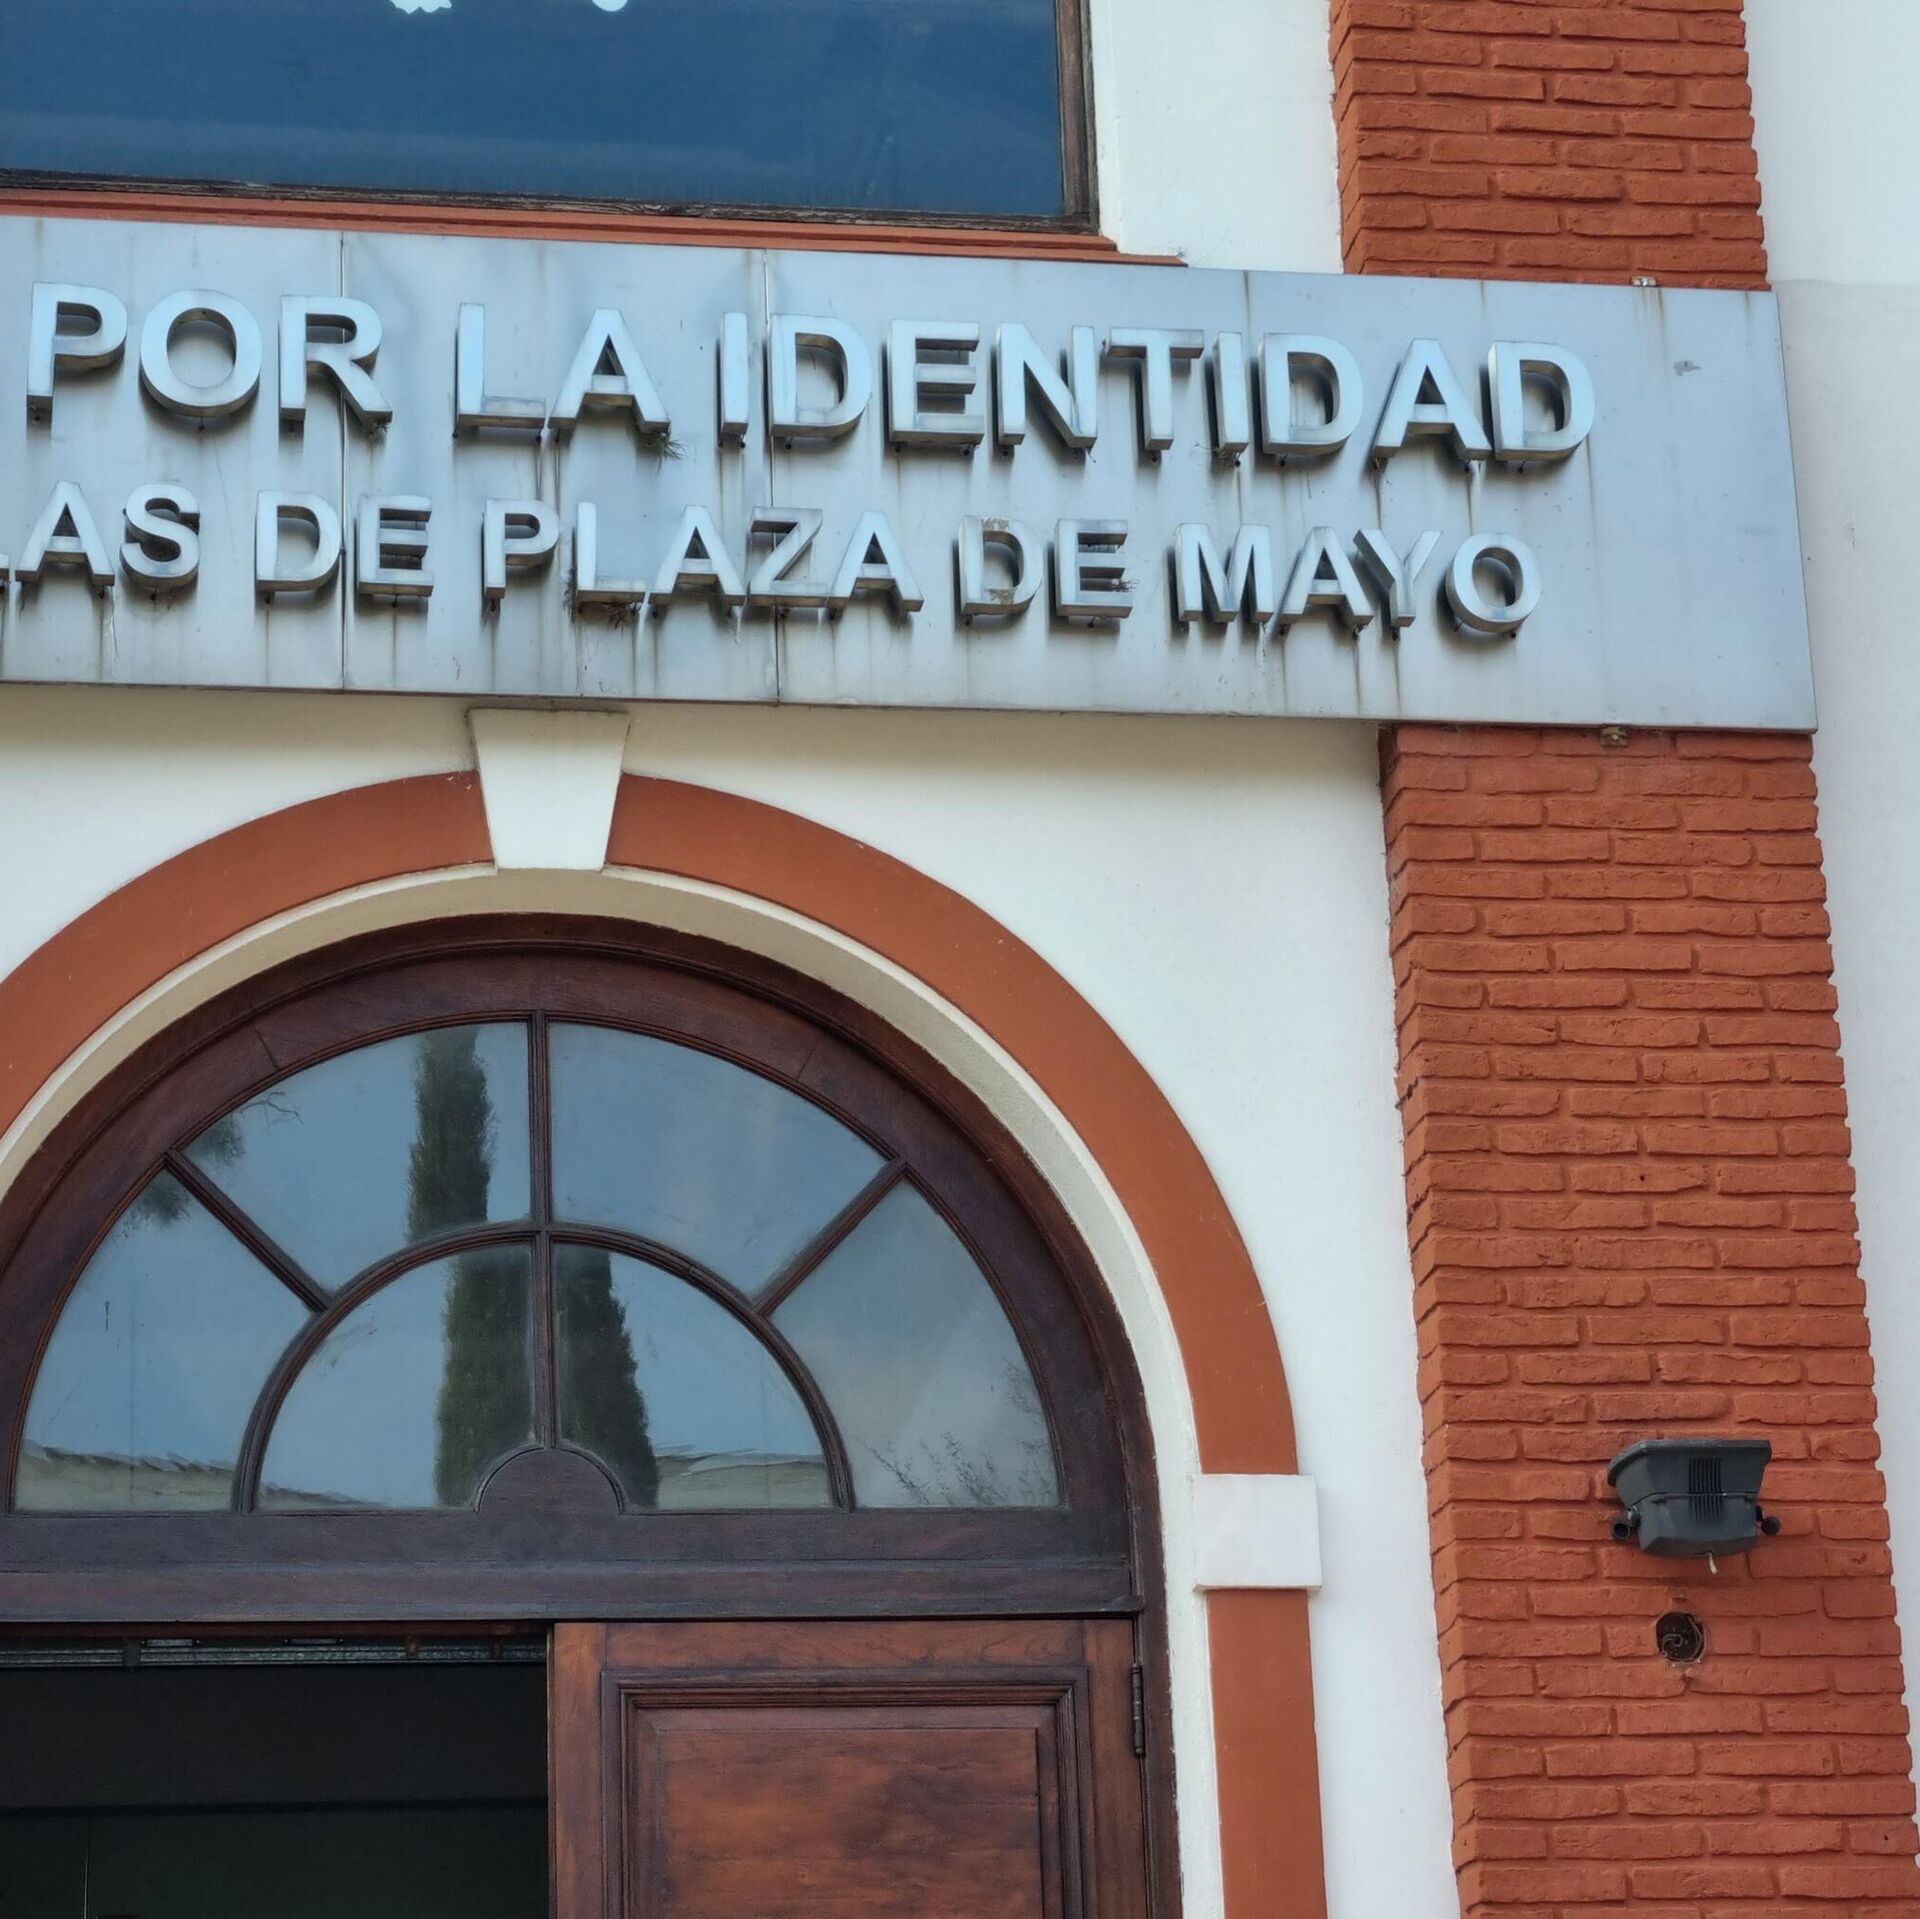 POR LA IDENTIDAD
LAS DE PLAZA DE MAYO